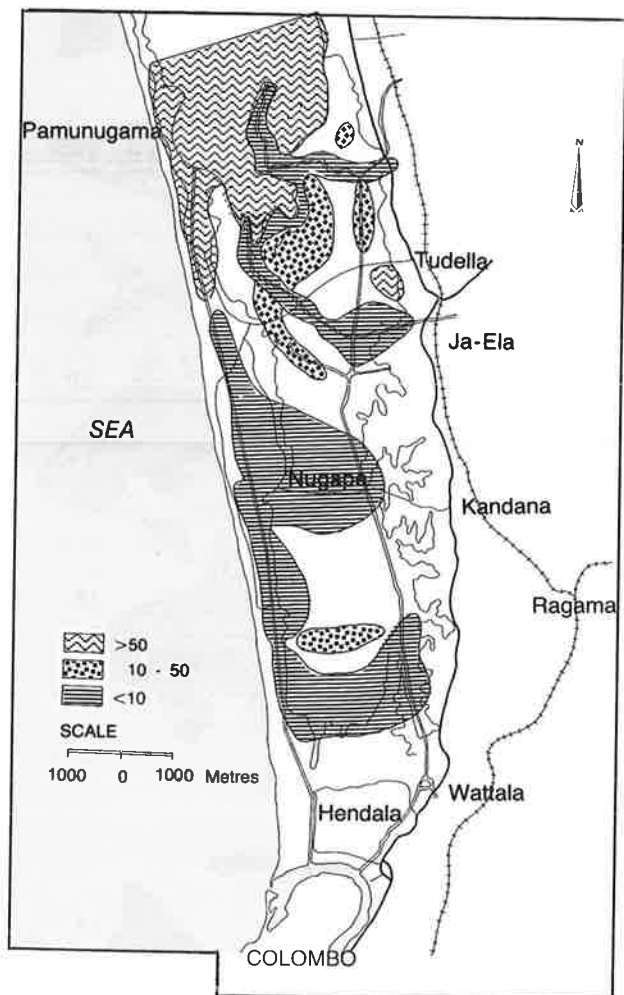 Pamunugama
N
Tudella
Ja-Ela
SEA
Nugape
Kandana
Ragama
>50
10 - 50
<10
SCALE
1000 0 1000 Metres
Wattala
Hendala
COLOMBO